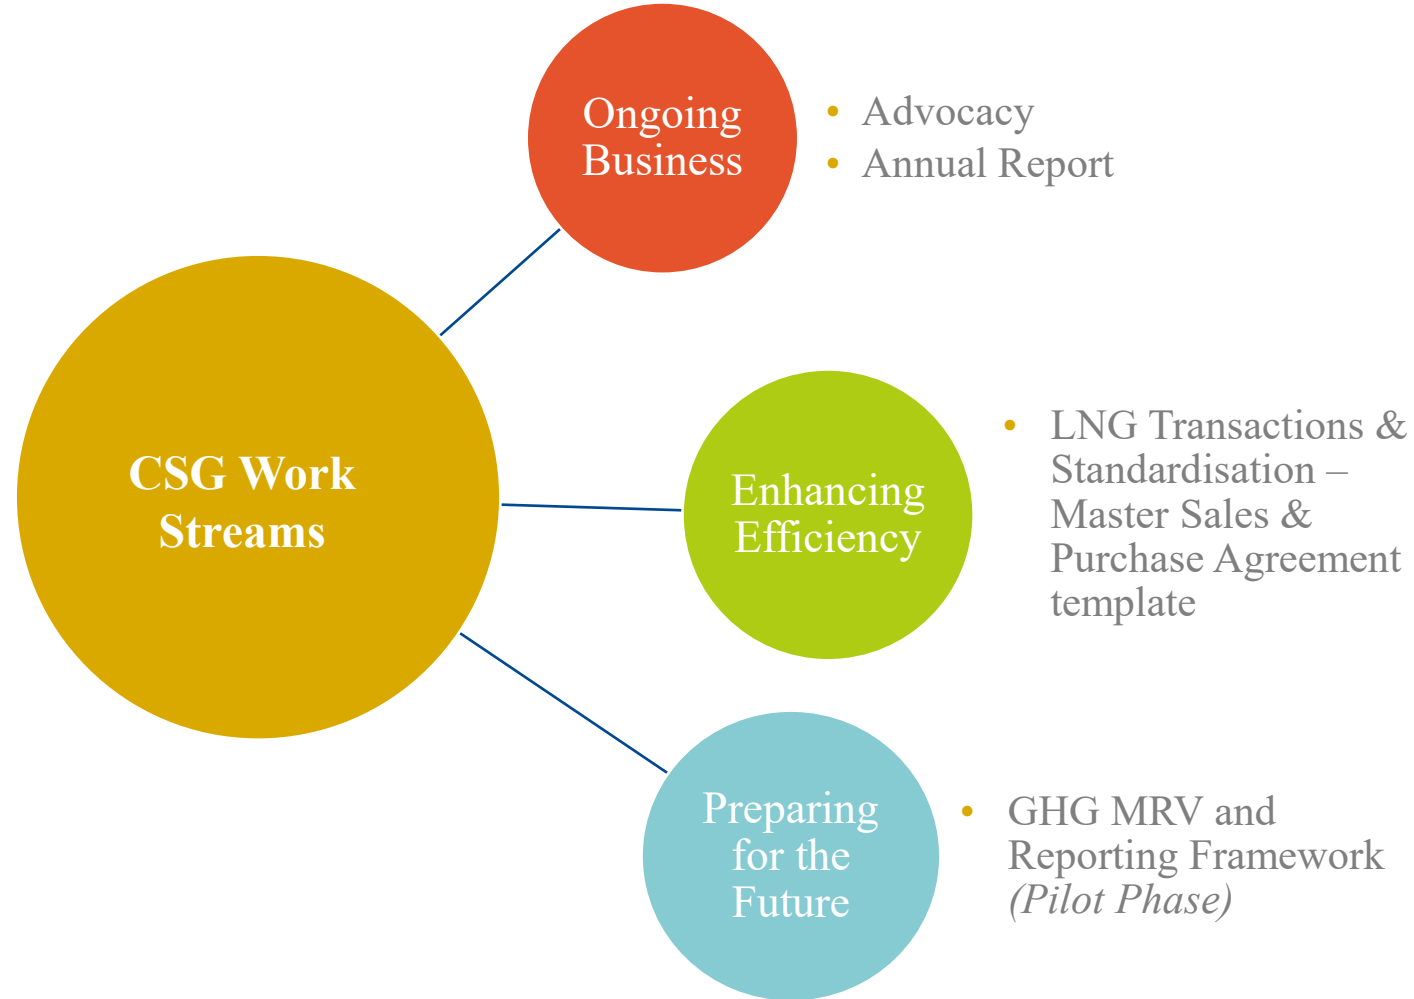 Ongoing
Business
• Advocacy
• Annual Report
CSG Work
Streams
Enhancing
Efficiency
• LNG Transactions &
Standardisation –
Master Sales &
Purchase Agreement
template
Preparing
for the
Future
• GHG MRV and
Reporting Framework
(Pilot Phase)